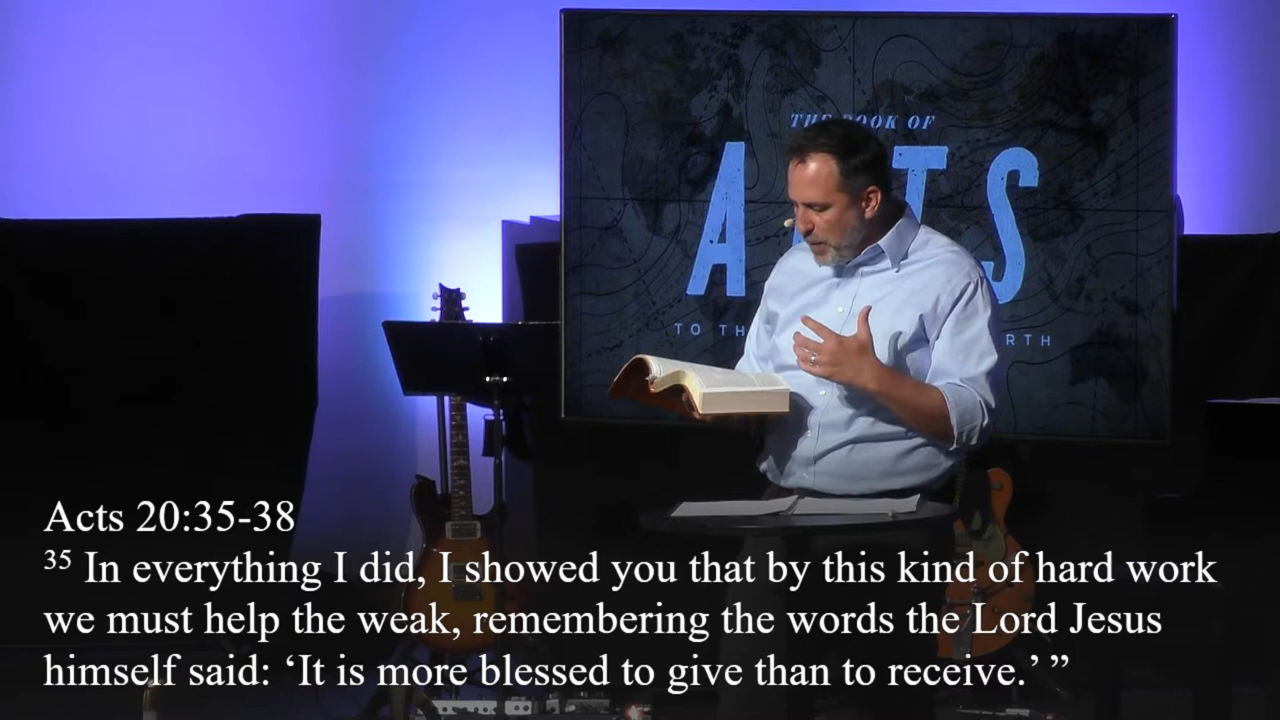 THE BOOK OF
A TS
TO TH RTH
Acts 20:35-38
³⁵ In everything I did, I showed you that by this kind of hard work
we must help the weak, remembering the words the Lord Jesus
himself said: ‘It is more blessed to give than to receive.’ ”